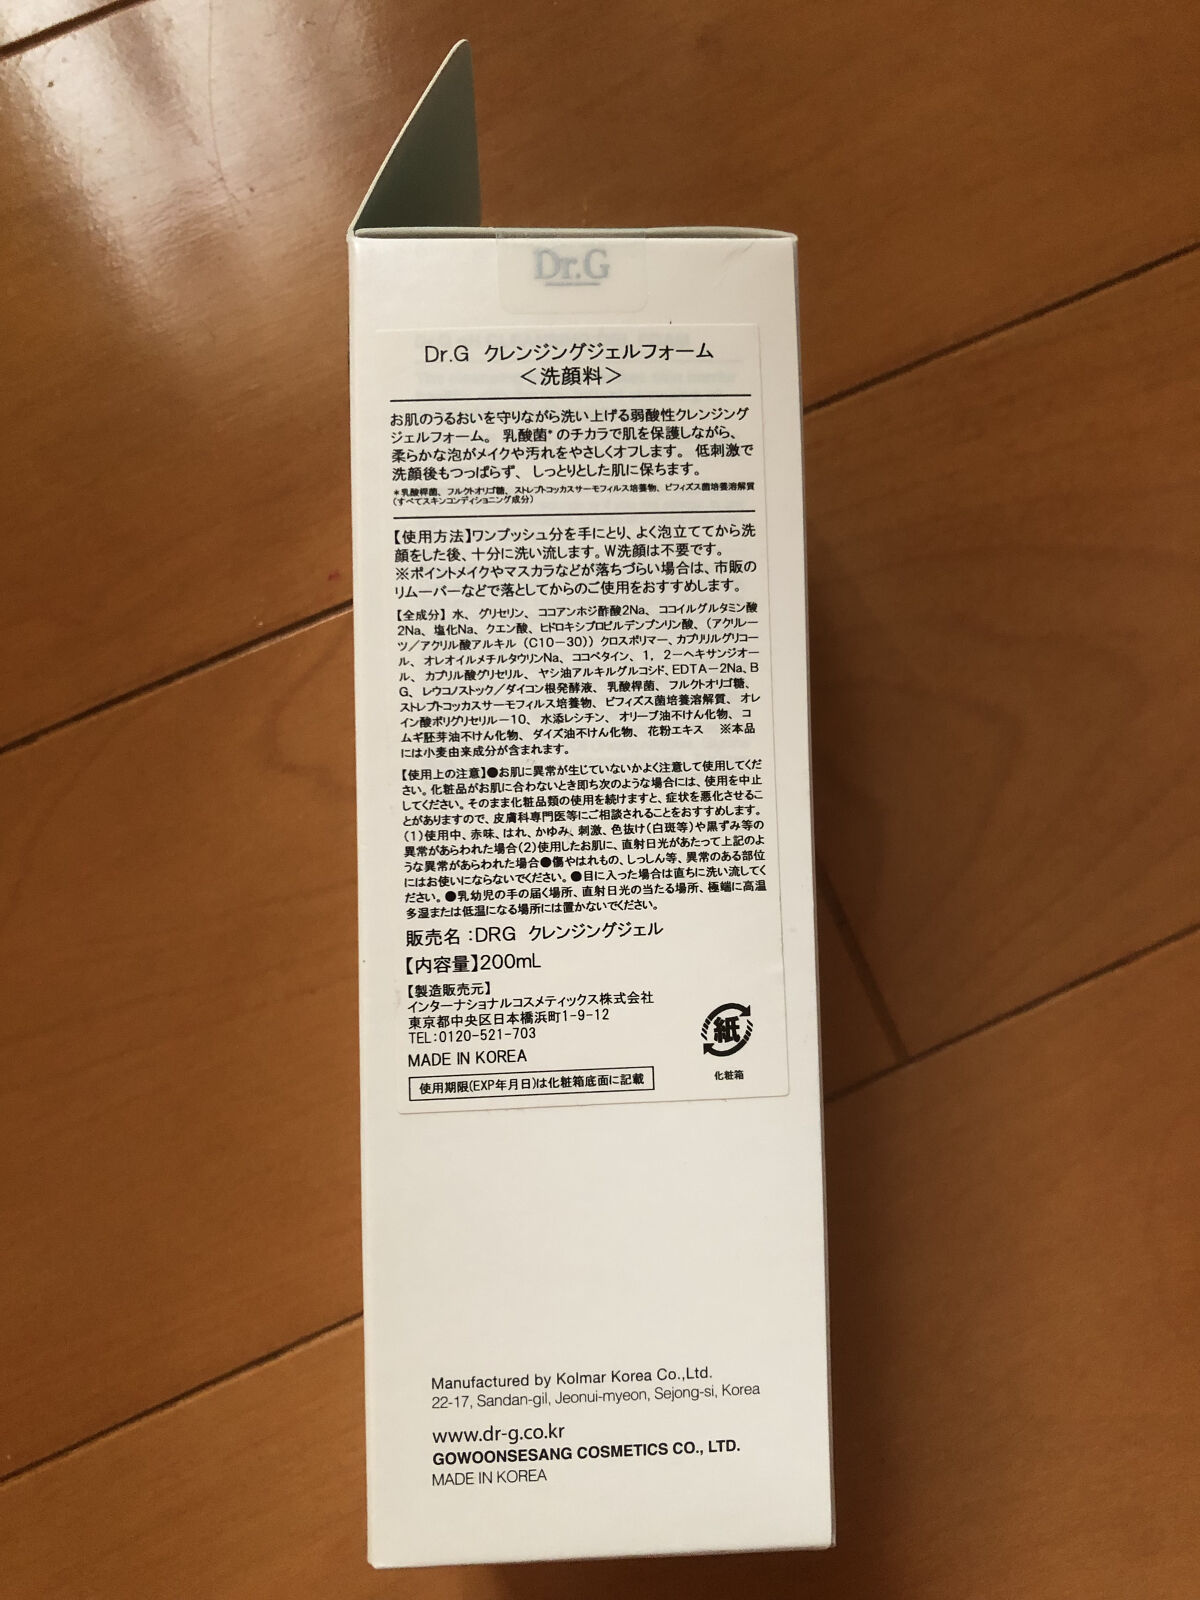 Dr.G
Dr.G クレンジングジェルフォーム
＜洗顔料＞
お肌のうるおいを守りながら洗い上げる弱酸性クレンジング
ジェルフォーム。 乳酸菌*のチカラで肌を保護しながら、
柔らかな泡がメイクや汚れをやさしくオフします。 低刺激で
洗顔後もつっぱらず、しっとりとした肌に保ちます。
*乳酸桿菌、フルクトオリゴ糖、ストレプトコッカスサーモフィルス培養物、ビフィズス菌培養溶解質
(すべてスキンコンディショニング成分)
【使用方法】ワンプッシュ分を手にとり、よく泡立ててから洗
顔をした後、十分に洗い流します。W洗顔は不要です。
※ポイントメイクやマスカラなどが落ちづらい場合は、市販の
リムーバーなどで落としてからのご使用をおすすめします。
【全成分】水、グリセリン、ココアンホジ酢酸2Na、ココイルグルタミン酸
2Na、塩化Na、クエン酸、ヒドロキシプロピルデンプンリン酸、（アクリレー
ツ／アクリル酸アルキル（C10－30））クロスポリマー、カプリリルグリコー
ル、オレオイルメチルタウリンNa、ココベタイン、1，2－ヘキサンジオー
ル、カプリル酸グリセリル、ヤシ油アルキルグルコシド、EDTA－2Na、B
G、レウコノストック／ダイコン根発酵液、乳酸桿菌、フルクトオリゴ糖、
ストレプトコッカスサーモフィルス培養物、ビフィズス菌培養溶解質、オレ
イン酸ポリグリセリル－10、水添レシチン、オリーブ油不けん化物、コ
ムギ胚芽油不けん化物、ダイズ油不けん化物、花粉エキス ※本品
には小麦由来成分が含まれます。
【使用上の注意】●お肌に異常が生じていないかよく注意して使用してくだ
さい。化粧品がお肌に合わないとき即ち次のような場合には、使用を中止
してください。そのまま化粧品類の使用を続けますと、症状を悪化させるこ
とがありますので、皮膚科専門医等にご相談されることをおすすめします。
(1)使用中、赤味、はれ、かゆみ、刺激、色抜け(白斑等)や黒ずみ等の
異常があらわれた場合(2)使用したお肌に、直射日光があたって上記のよ
うな異常があらわれた場合●傷やはれもの、しっしん等、異常のある部位
にはお使いにならないでください。●目に入った場合は直ちに洗い流してく
ださい。●乳幼児の手の届く場所、直射日光の当たる場所、極端に高温
多湿または低温になる場所には置かないでください。
販売名：DRG クレンジングジェル
【内容量】200mL
【製造販売元】
インターナショナルコスメティックス株式会社
東京都中央区日本橋浜町1-9-12
TEL:0120-521-703
MADE IN KOREA
使用期限(EXP年月日)は化粧箱底面に記載
紙
化粧箱
Manufactured by Kolmar Korea Co.,Ltd.
22-17, Sandan-gil, Jeonui-myeon, Sejong-si, Korea
www.dr-g.co.kr
GOWOONSESANG COSMETICS CO., LTD.
MADE IN KOREA